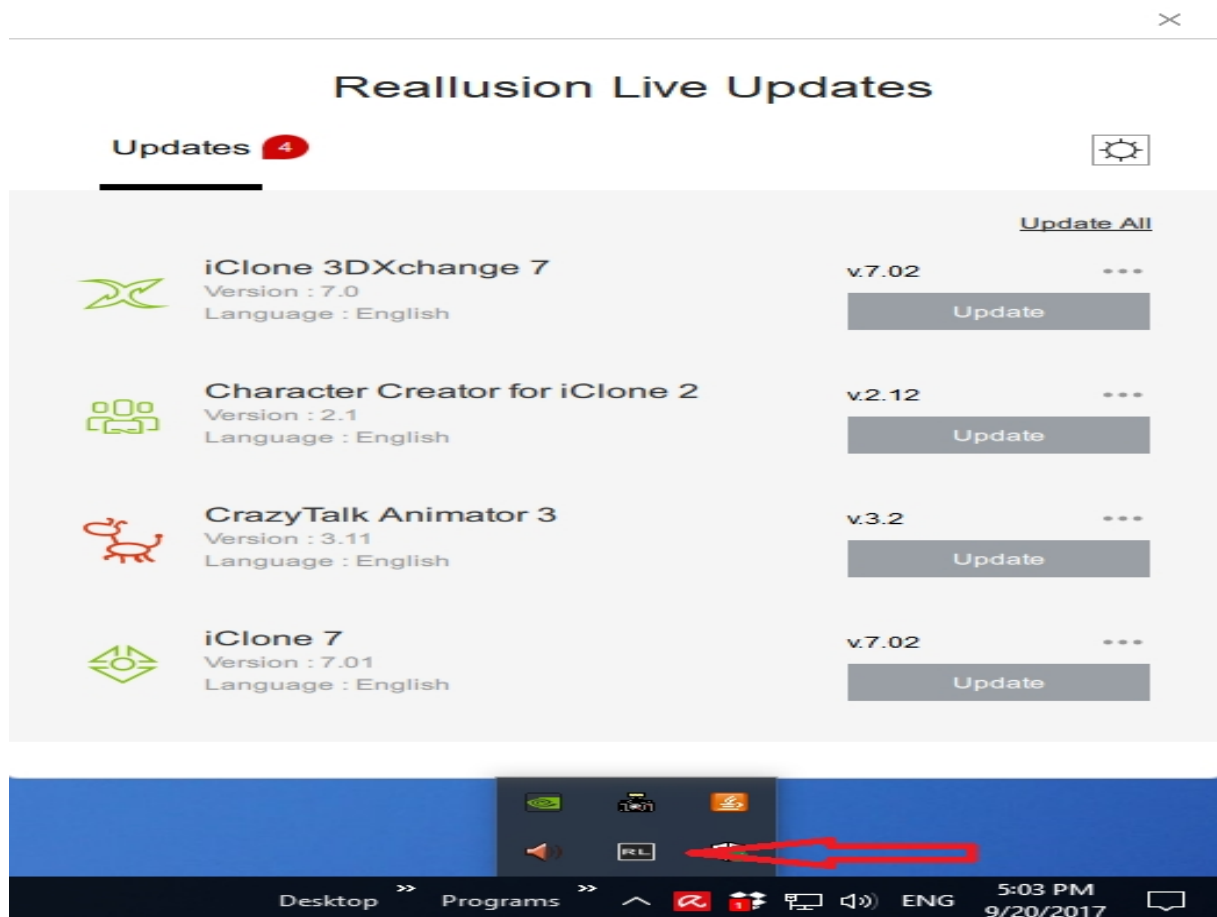 Reallusion Live Updates
Updates 4
Update All
iClone 3DXchange 7
Version : 7.0
Language : English
v.7.02
Update
Character Creator for iClone 2
Version : 2.1
Language : English
v.2.12
Update
CrazyTalk Animator 3
Version : 3.11
Language : English
v.3.2
Update
iClone 7
Version : 7.01
Language : English
v.7.02
Update
RL
Desktop >> Programs >> 1 ENG 5:03 PM
9/20/2017